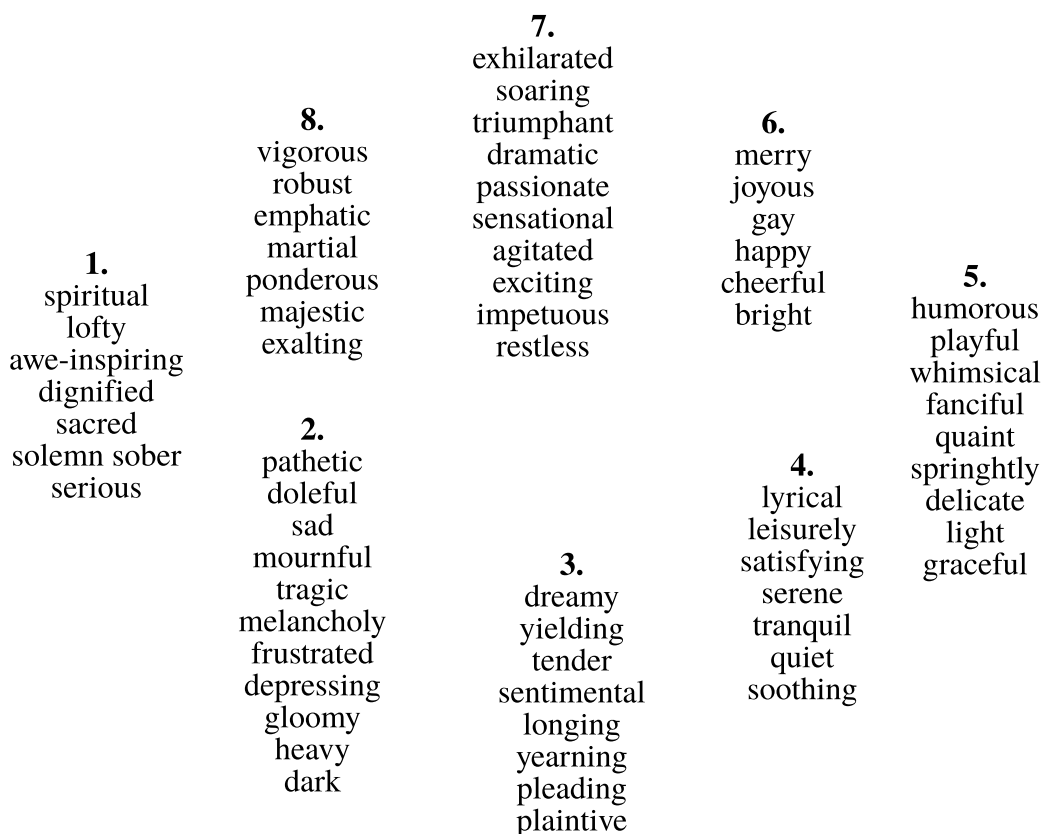 1.
spiritual
lofty
awe-inspiring
dignified
sacred
solemn sober
serious
2.
pathetic
doleful
sad
mournful
tragic
melancholy
frustrated
depressing
gloomy
heavy
dark
3.
dreamy
yielding
tender
sentimental
longing
yearning
pleading
plaintive
4.
lyrical
leisurely
satisfying
serene
tranquil
quiet
soothing
5.
humorous
playful
whimsical
fanciful
quaint
springhtly
delicate
light
graceful
6.
merry
joyous
gay
happy
cheerful
bright
7.
exhilarated
soaring
triumphant
dramatic
passionate
sensational
agitated
exciting
impetuous
restless
8.
vigorous
robust
emphatic
martial
ponderous
majestic
exalting